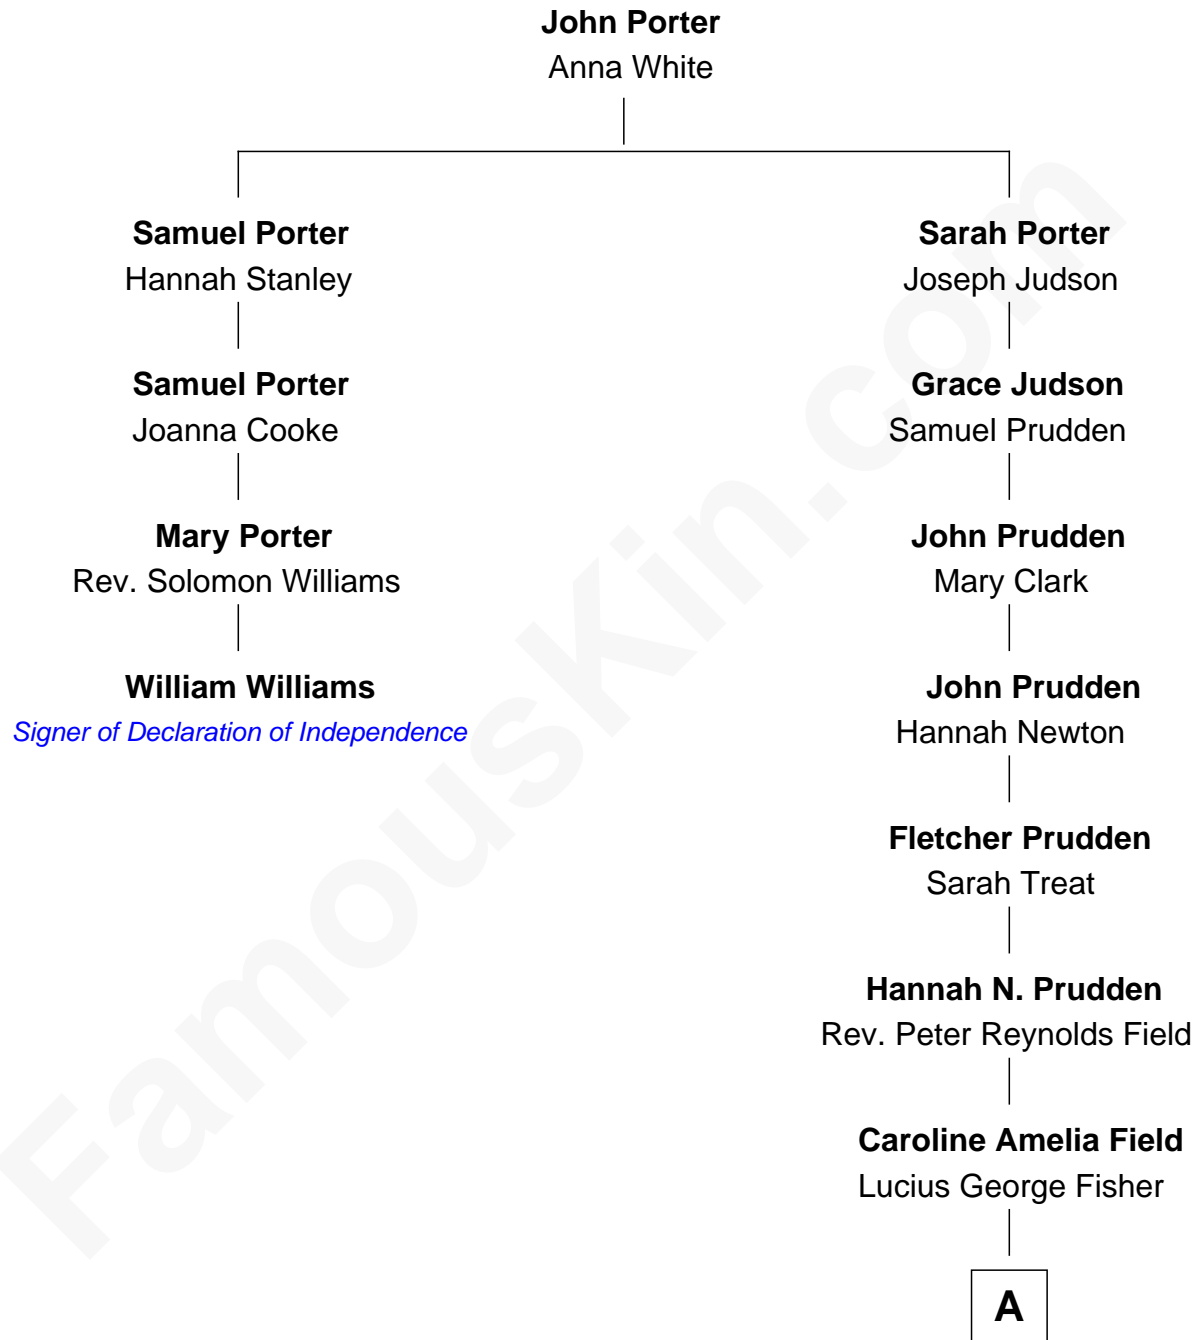 John Porter
Anna White
Samuel Porter
Hannah Stanley
Sarah Porter
Joseph Judson
Samuel Porter
Joanna Cooke
Grace Judson
Samuel Prudden
Mary Porter
Rev. Solomon Williams
John Prudden
Mary Clark
William Williams
Signer of Declaration of Independence
John Prudden
Hannah Newton
Fletcher Prudden
Sarah Treat
Hannah N. Prudden
Rev. Peter Reynolds Field
Caroline Amelia Field
Lucius George Fisher
A
FamousKin.com